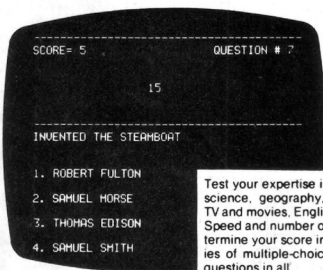 SCORE= 5 QUESTION # 7
15
INVENTED THE STEAMBOAT
1. ROBERT FULTON
2. SAMUEL MORSE
3. THOMAS EDISON
4. SAMUEL SMITH
Test your expertise i
science, geography,
TV and movies, Engli
Speed and number o
termine your score in
ies of multiple-choic
questions in all